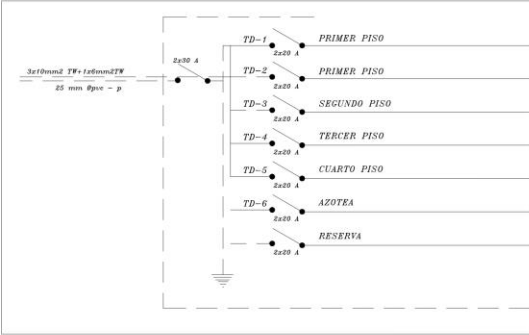 TD-1 PRIMER PISO
2x20 A
2x30 A
3x10mm2 TW+1x6mm2TW
25 mm Øpvc - p
TD-2 PRIMER PISO
2x20 A
TD-3 SEGUNDO PISO
2x20 A
TD-4 TERCER PISO
2x20 A
TD-5 CUARTO PISO
2x20 A
TD-6 AZOTEA
2x20 A
RESERVA
2x20 A